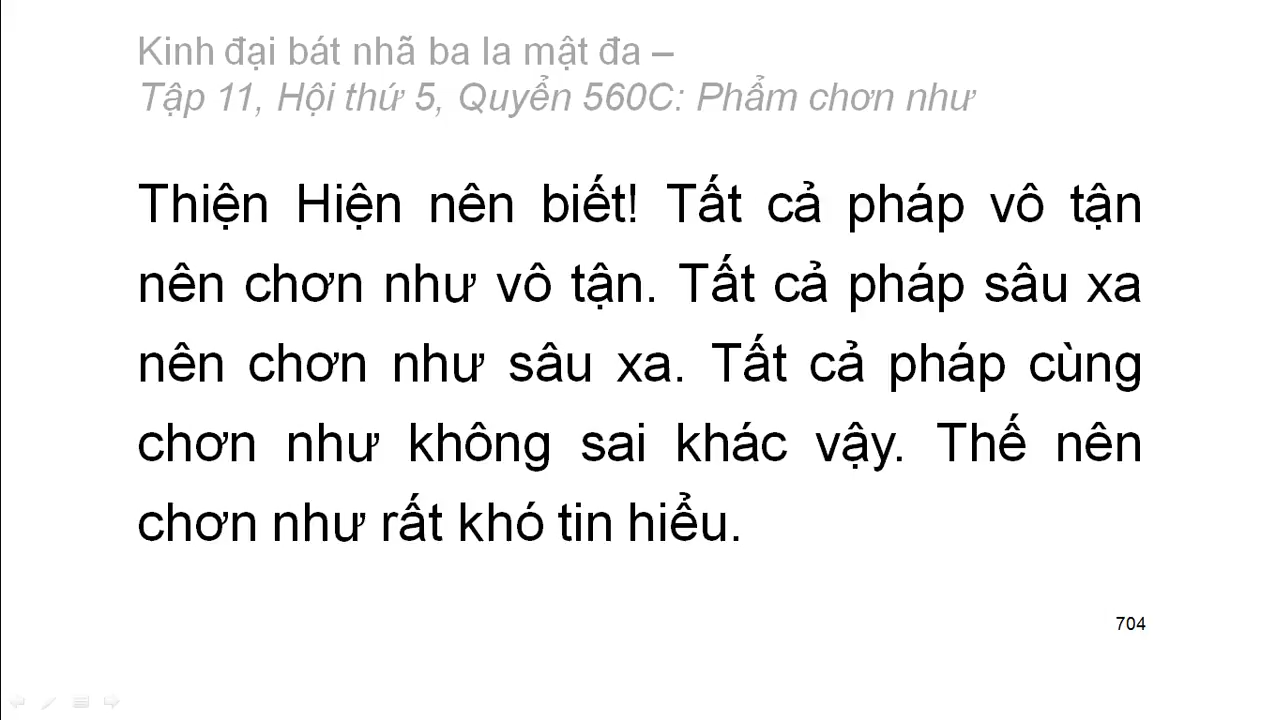 Kinh đại bát nhã ba la mật đa –
Tập 11, Hội thứ 5, Quyển 560C: Phẩm chơn như
Thiện Hiện nên biết! Tất cả pháp vô tận
nên chơn như vô tận. Tất cả pháp sâu xa
nên chơn như sâu xa. Tất cả pháp cùng
chơn như không sai khác vậy. Thế nên
chơn như rất khó tin hiểu.
704